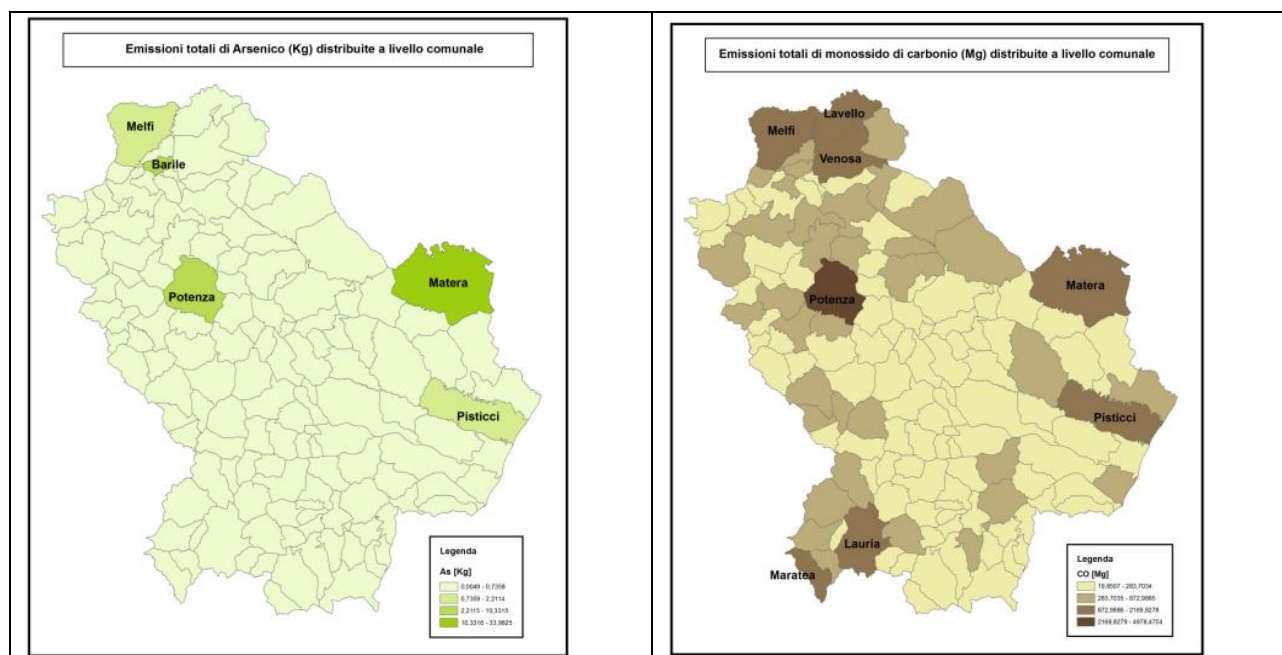 Emissioni totali di Arsenico (Kg) distribuite a livello comunale
Melfi
Barile
Potenza
Matera
Pisticci
Legenda
As [Kg]
0,0049 - 0,7358
0,7359 - 2,2114
2,2115 - 10,3315
10,3316 - 33,9825
Emissioni totali di monossido di carbonio (Mg) distribuite a livello comunale
Lavello
Melfi
Venosa
Matera
Potenza
Pisticci
Lauria
Maratea
Legenda
CO [Mg]
19,8507 - 283,7034
283,7035 - 872,9885
872,9886 - 2169,8278
2169,8279 - 4978,4754